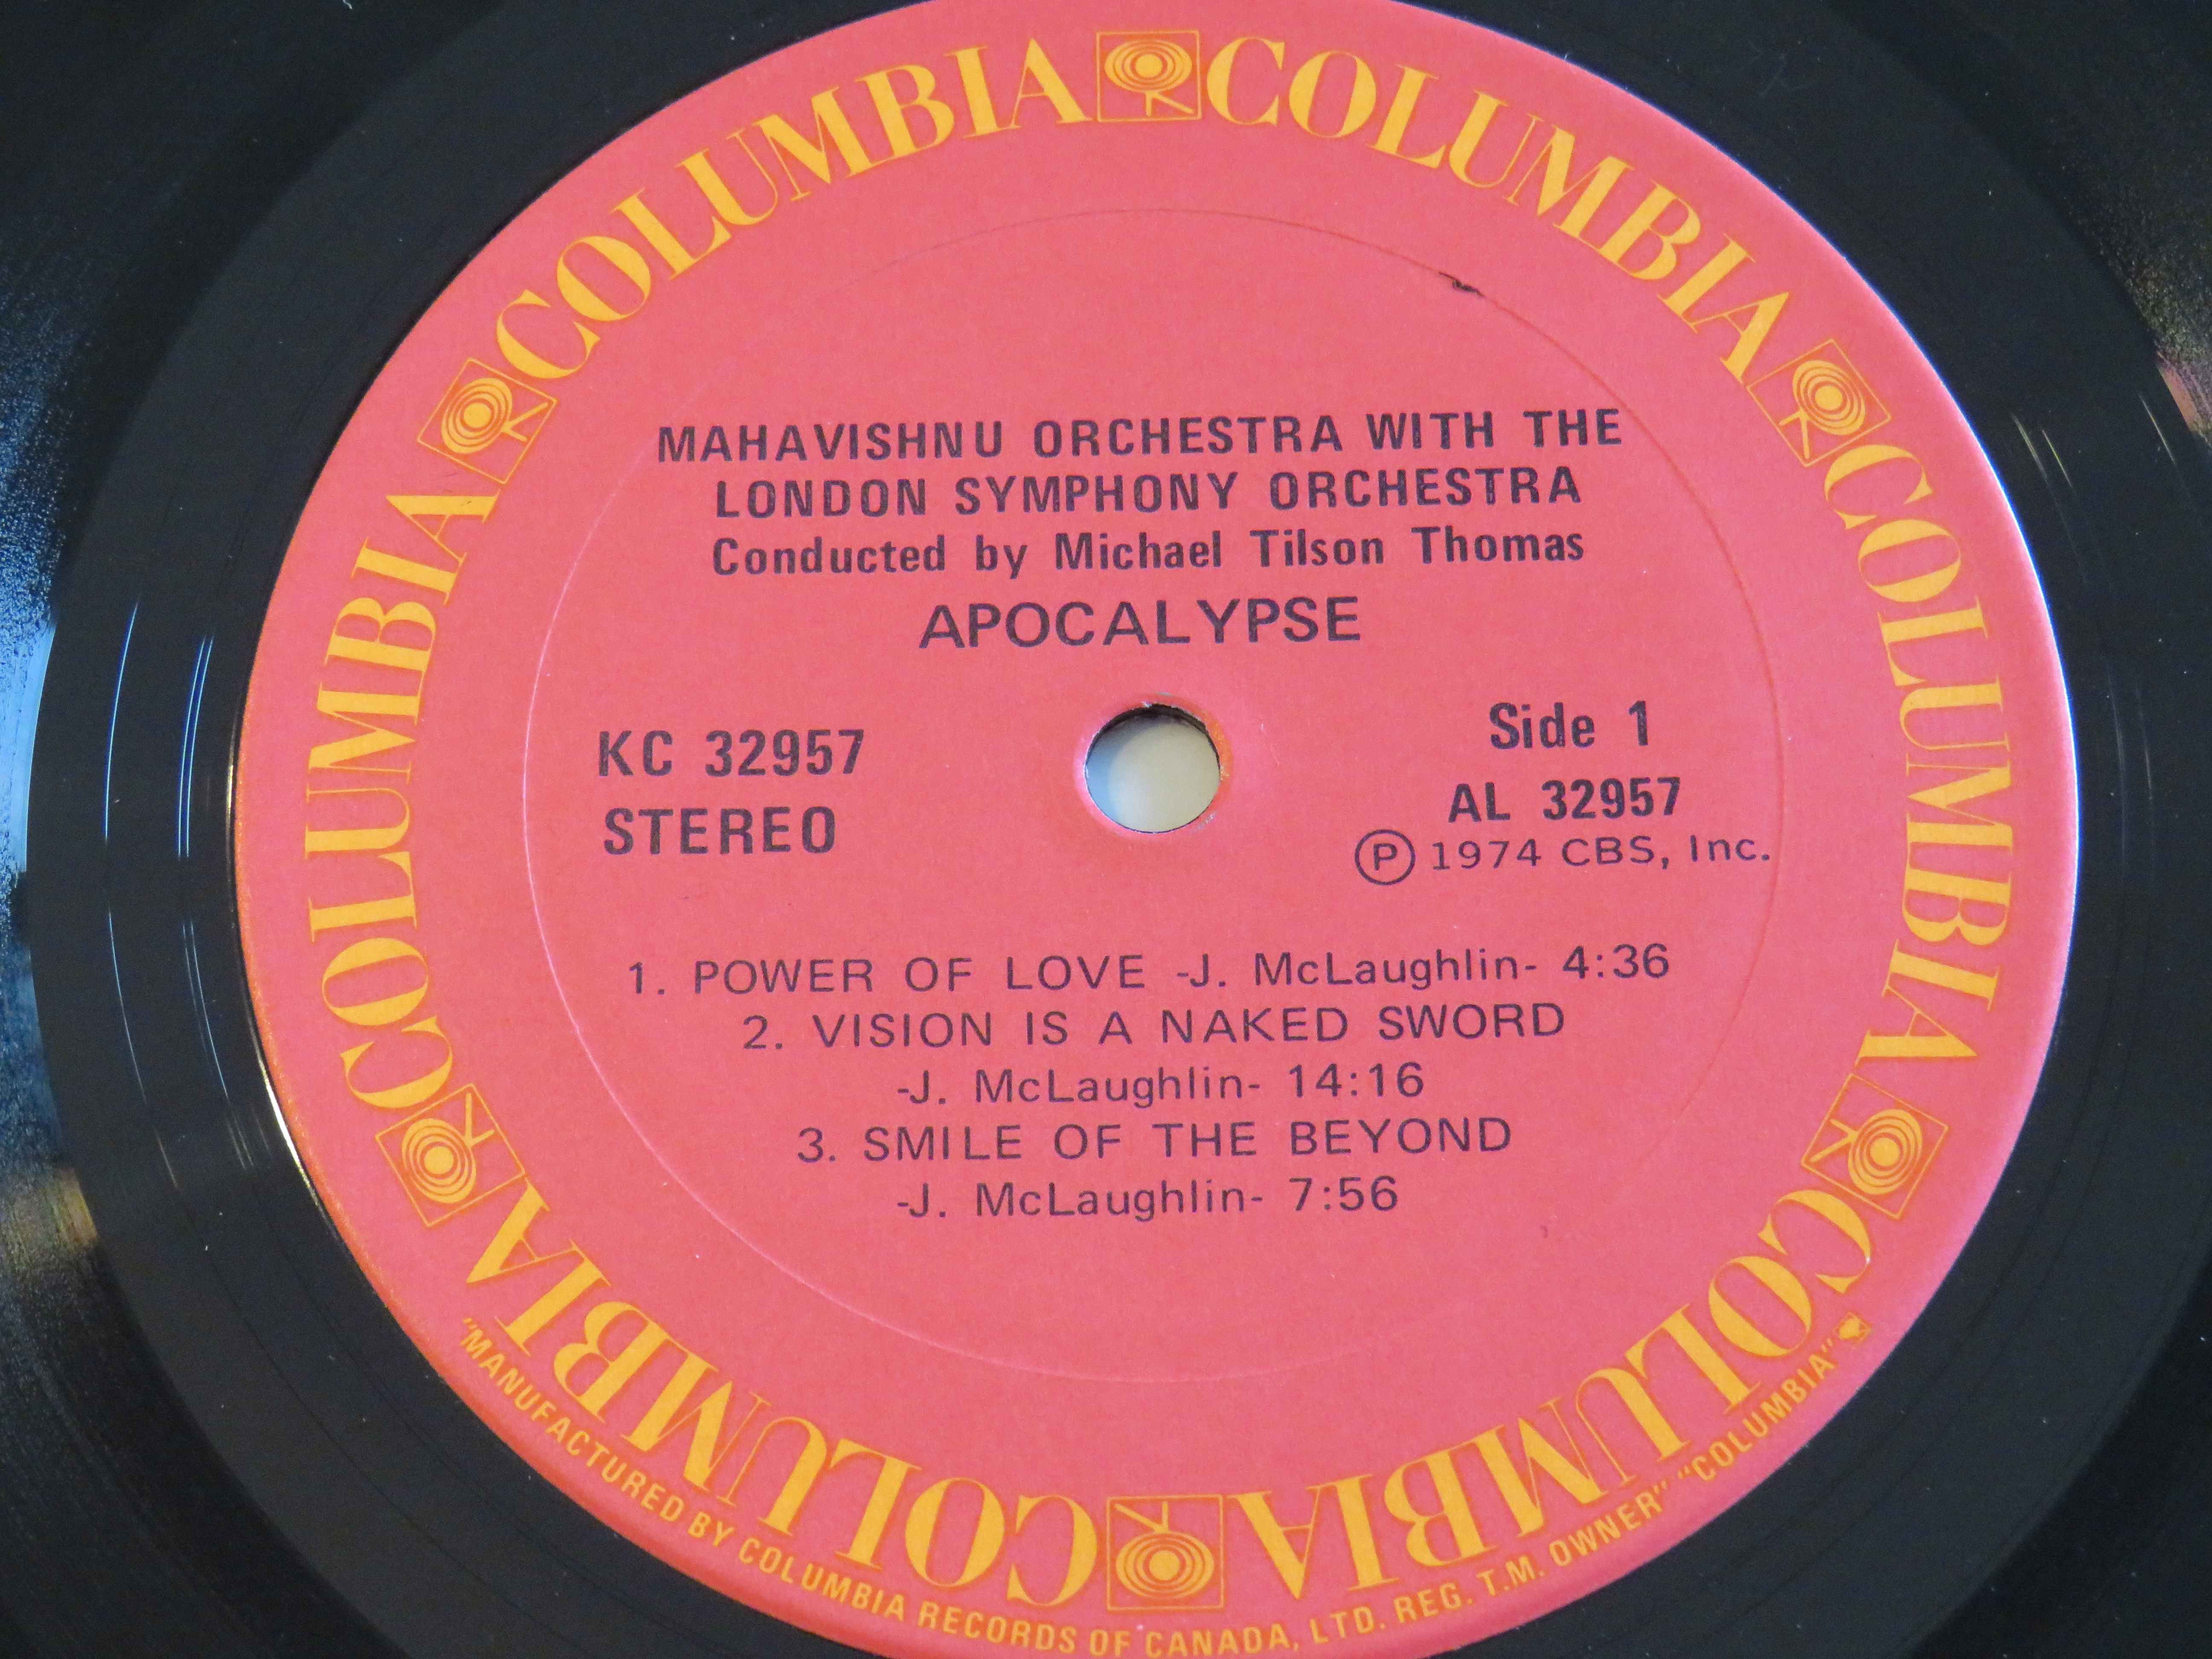 COLUMBIA COLUMBIA COLUMBIA COLUMBIA COLUMBIA COLUMBIA
MAHAVISHNU ORCHESTRA WITH THE
LONDON SYMPHONY ORCHESTRA
Conducted by Michael Tilson Thomas
APOCALYPSE
KC 32957
STEREO
Side 1
AL 32957
Ⓟ 1974 CBS, Inc.
1. POWER OF LOVE -J. McLaughlin- 4:36
2. VISION IS A NAKED SWORD
-J. McLaughlin- 14:16
3. SMILE OF THE BEYOND
-J. McLaughlin- 7:56
"MANUFACTURED BY COLUMBIA RECORDS OF CANADA, LTD. REG. T.M. OWNER" "COLUMBIA"